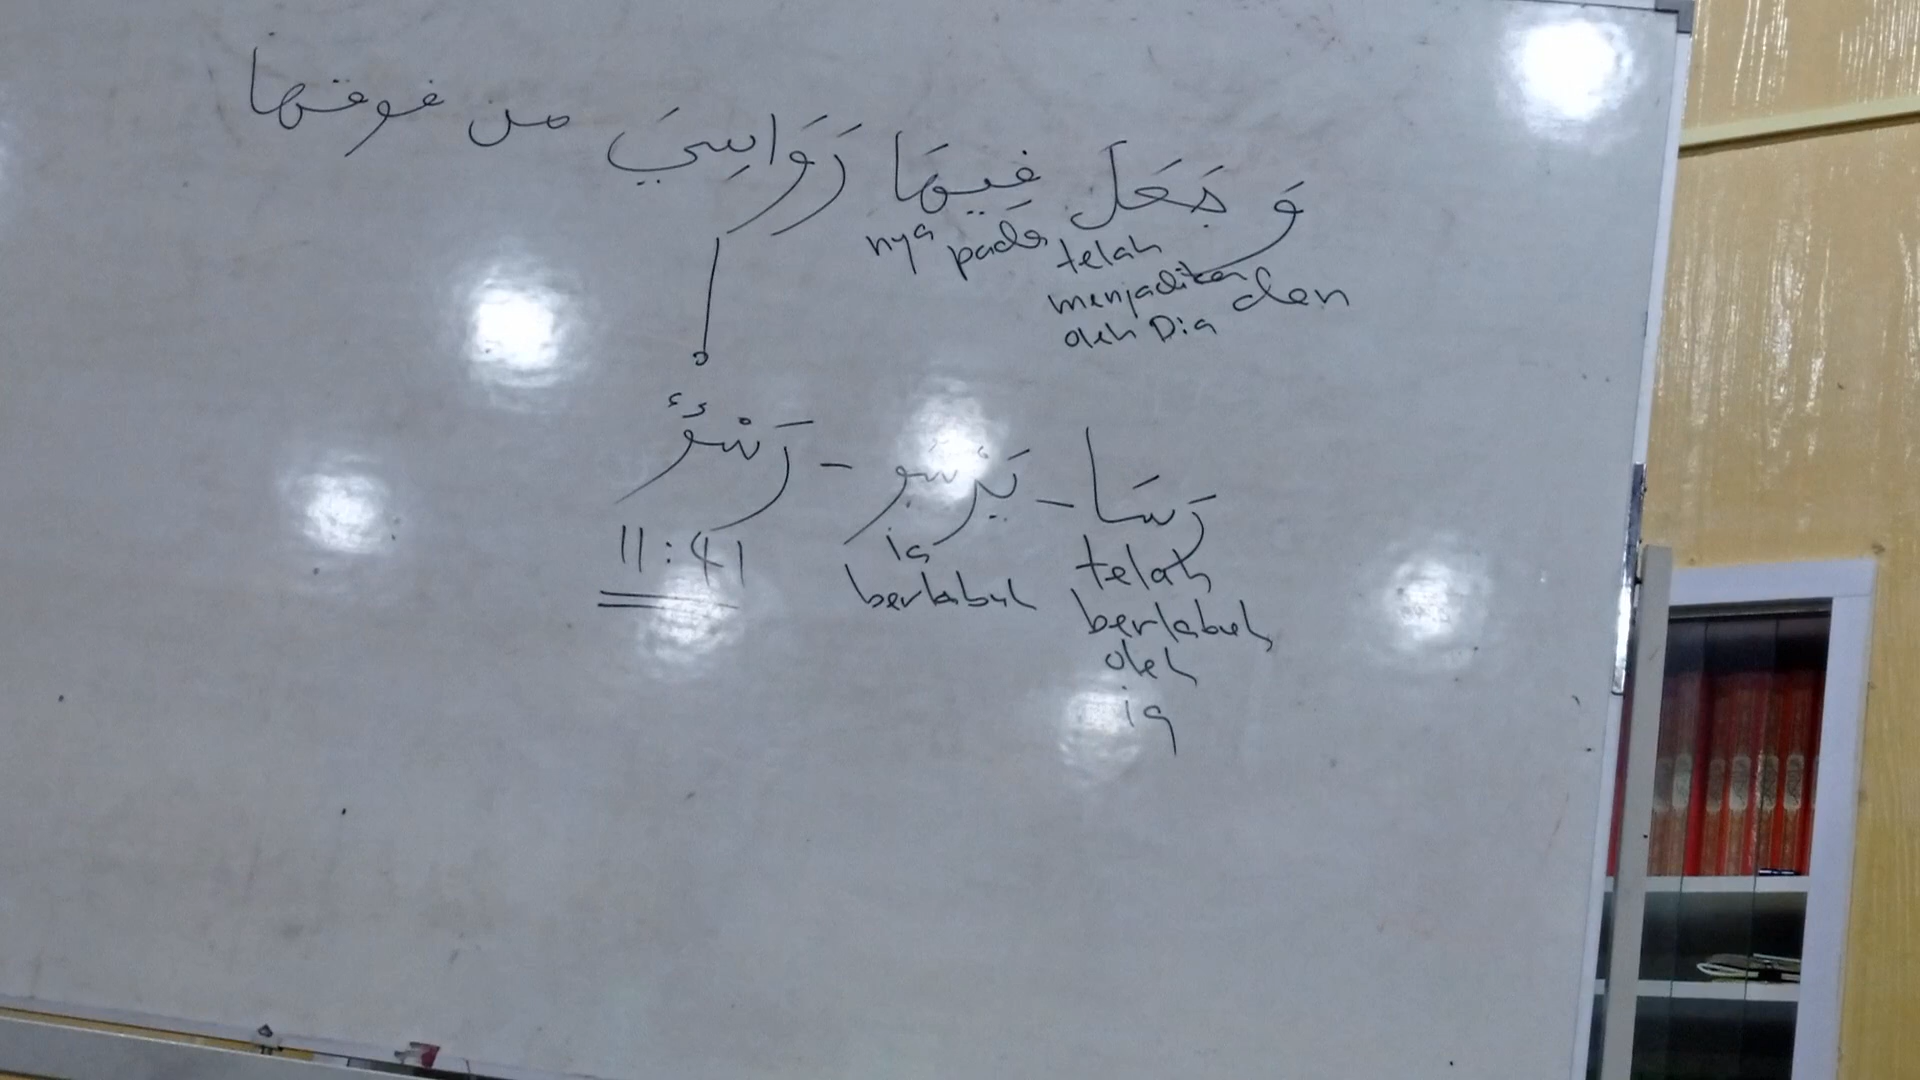 وَجَعَلَ فِيهَا رَوَاسِيَ من فوقها
nya pada telah
menjadikan dan
oleh Dia
رَسَا - يَرْسُو - رَسْوٌ
11:41 ia telah
berlabuh berlabuh
oleh
ia